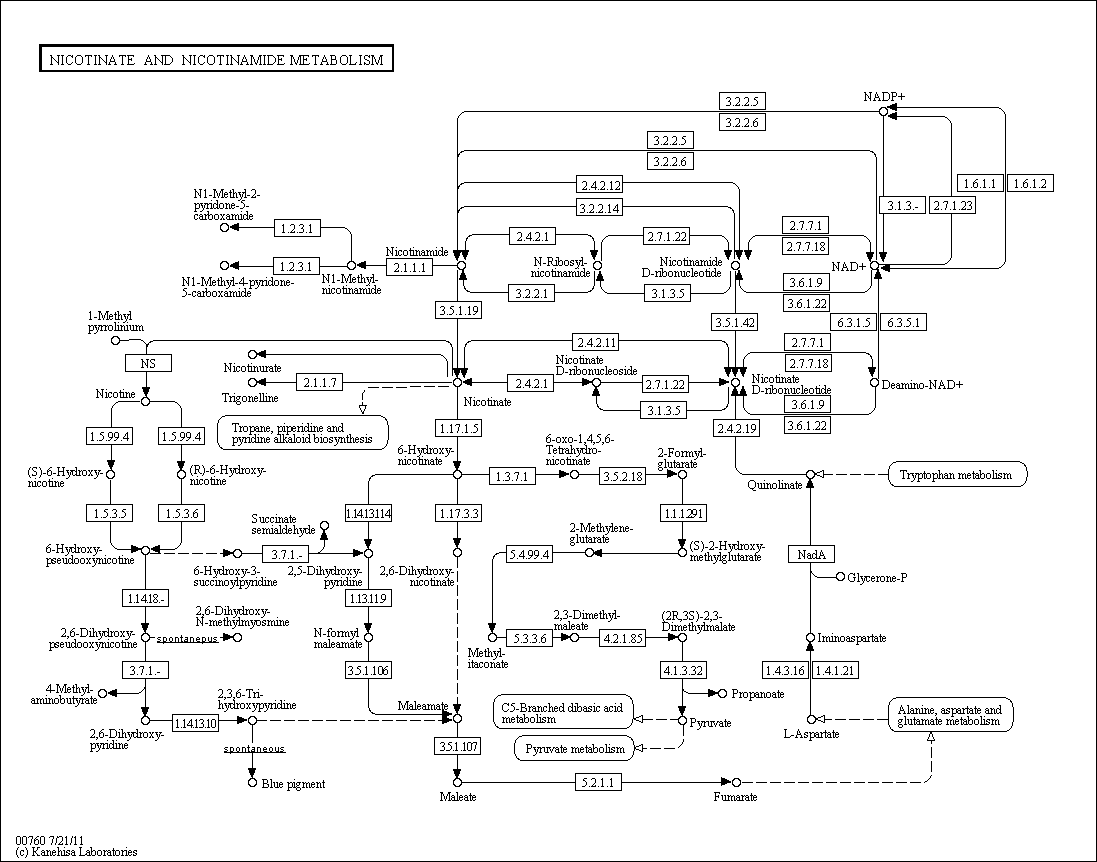 NICOTINATE AND NICOTINAMIDE METABOLISM
3.2.2.5
3.2.2.6
NADP+
3.2.2.5
3.2.2.6
2.4.2.12
3.2.2.14
1.6.1.1
1.6.1.2
3.1.3.-
2.7.1.23
N1-Methyl-2-
pyridone-5-
carboxamide
1.2.3.1
Nicotinamide
2.4.2.1
2.7.1.22
2.7.7.1
2.7.7.18
1.2.3.1
2.1.1.1
N1-Methyl-
nicotinamide
N1-Methyl-4-pyridone-
5-carboxamide
N-Ribosyl-
nicotinamide
Nicotinamide
D-ribonucleotide
NAD+
3.2.2.1
3.1.3.5
3.6.1.9
3.6.1.22
3.5.1.19
3.5.1.42
6.3.1.5
6.3.5.1
1-Methyl
pyrrolinium
NS
2.4.2.11
2.7.7.1
2.7.7.18
Nicotinurate
Nicotinate
D-ribonucleoside
2.1.1.7
Trigonelline
2.4.2.1
2.7.1.22
Nicotinate
D-ribonucleotide
Deamino-NAD+
Nicotine
Nicotinate
3.1.3.5
3.6.1.9
3.6.1.22
Tropane, piperidine and
pyridine alkaloid biosynthesis
1.17.1.5
2.4.2.19
1.5.99.4
1.5.99.4
6-Hydroxy-
nicotinate
6-oxo-1,4,5,6-
Tetrahydro-
nicotinate
2-Formyl-
glutarate
(S)-6-Hydroxy-
nicotine
(R)-6-Hydroxy-
nicotine
1.3.7.1
3.5.2.18
Quinolinate
Tryptophan metabolism
1.5.3.5
1.5.3.6
1.14.13.114
1.17.3.3
1.1.1.291
Succinate
semialdehyde
2-Methylene-
glutarate
6-Hydroxy-
pseudooxynicotine
3.7.1.-
5.4.99.4
(S)-2-Hydroxy-
methylglutarate
NadA
6-Hydroxy-3-
succinoylpyridine
2,5-Dihydroxy-
pyridine
2,6-Dihydroxy-
nicotinate
Glycerone-P
1.14.18.-
1.13.11.9
2,6-Dihydroxy-
N-methylmyosmine
2,6-Dihydroxy-
pseudooxynicotine
spontaneous
N-formyl
maleamate
2,3-Dimethyl-
maleate
(2R,3S)-2,3-
Dimethylmalate
5.3.3.6
4.2.1.85
Iminoaspartate
Methyl-
itaconate
3.7.1.-
3.5.1.106
4.1.3.32
1.4.3.16
1.4.1.21
4-Methyl-
aminobutyrate
2,3,6-Tri-
hydroxypyridine
Maleamate
Propanoate
C5-Branched dibasic acid
metabolism
Alanine, aspartate and
glutamate metabolism
1.14.13.10
Pyruvate
L-Aspartate
2,6-Dihydroxy-
pyridine
spontaneous
3.5.1.107
Pyruvate metabolism
Blue pigment
5.2.1.1
Maleate
Fumarate
00760 7/21/11
(c) Kanehisa Laboratories